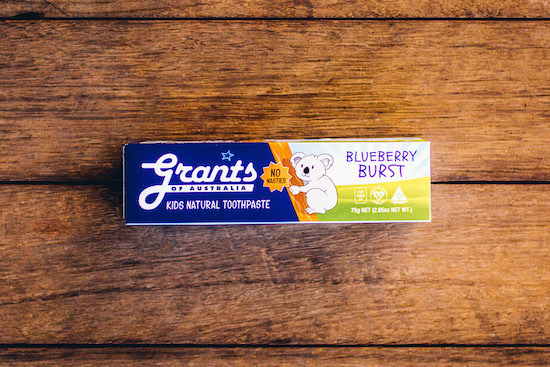 Grants
OF AUSTRALIA
KIDS NATURAL TOOTHPASTE
NO
NASTIES
BLUEBERRY
BURST
75g NET (2.65oz NET WT.)